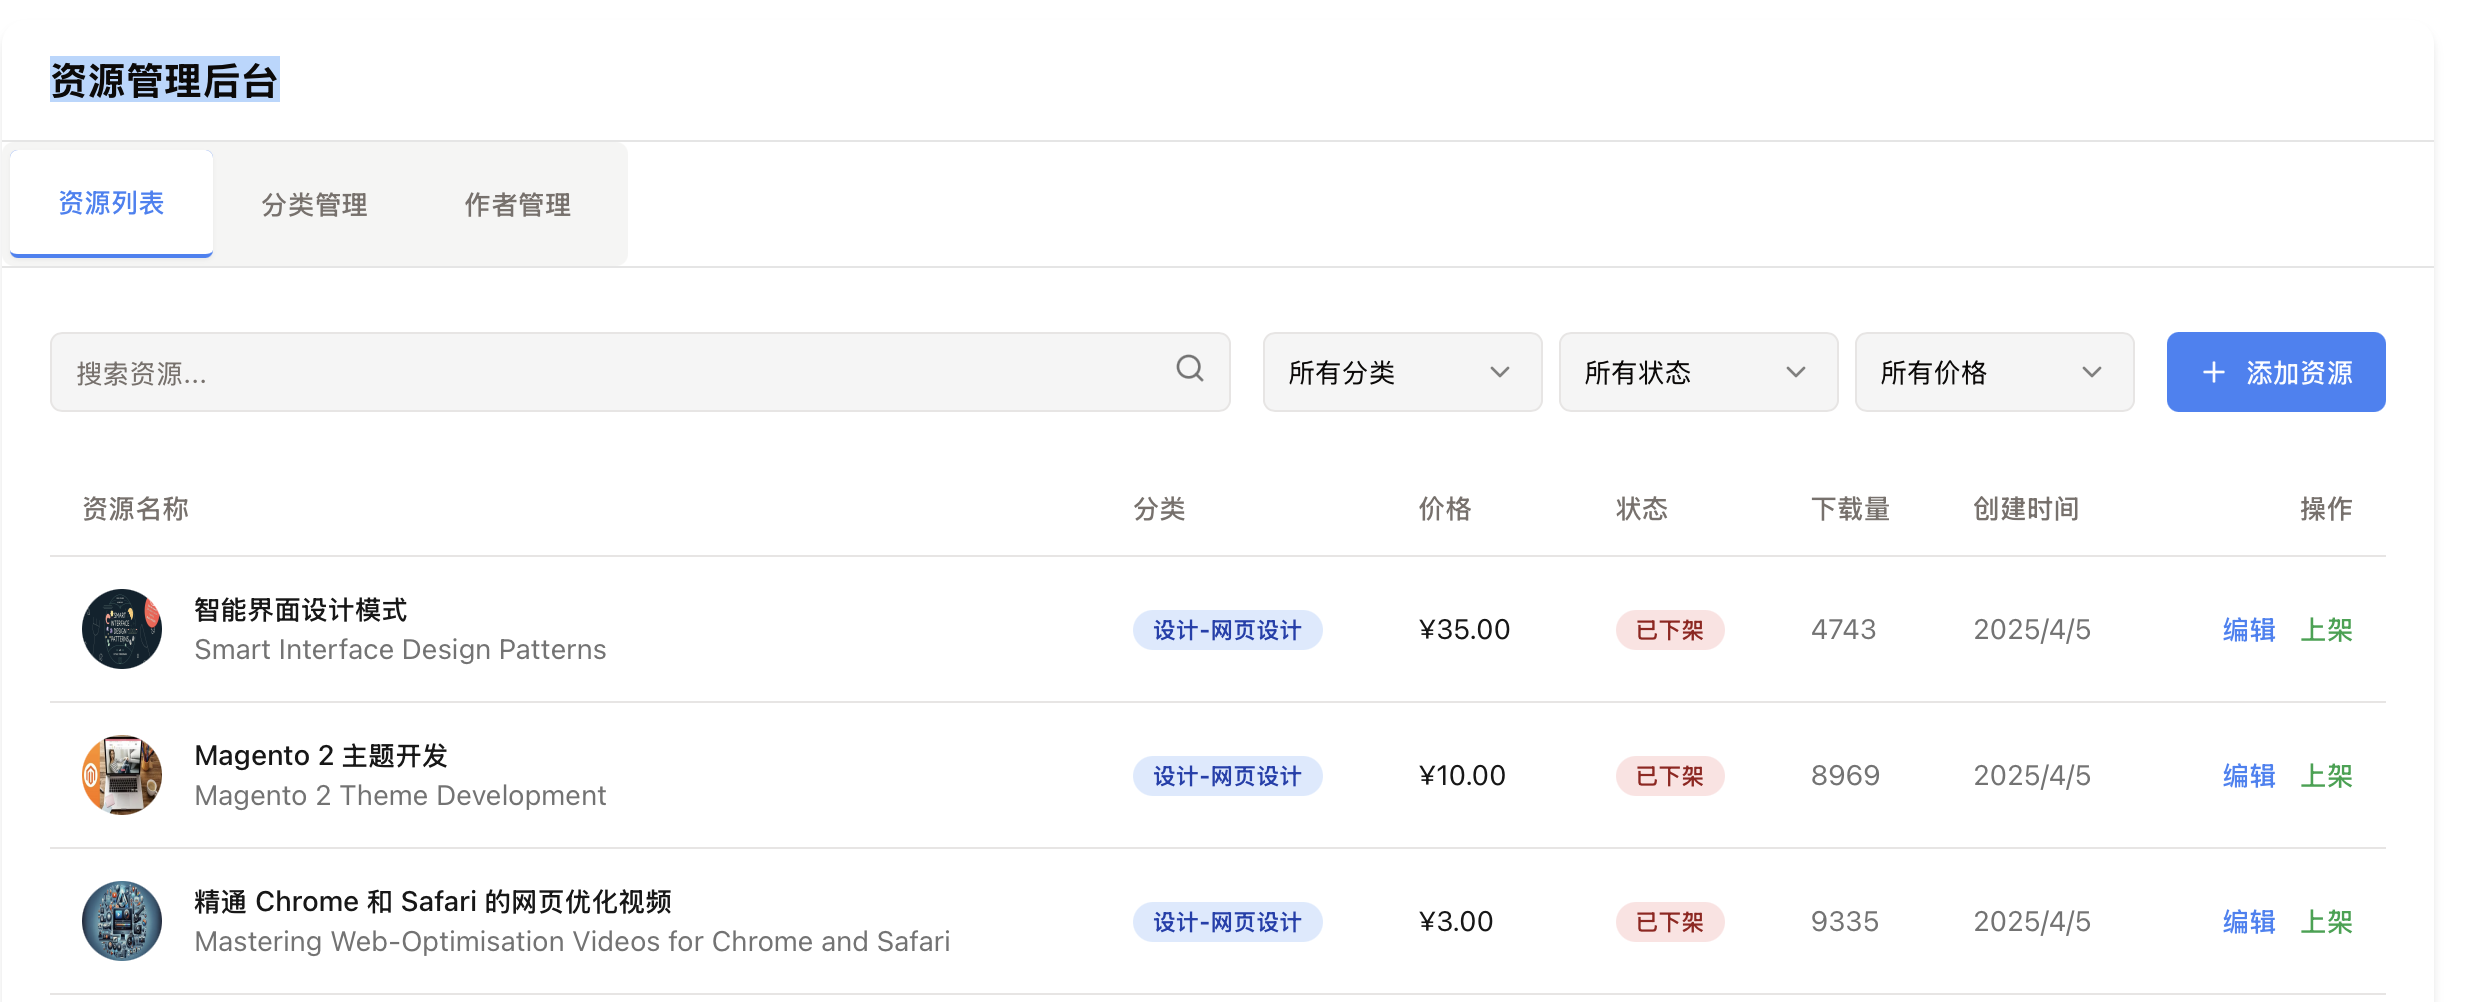 资源管理后台
资源列表 分类管理 作者管理
搜索资源... 所有分类 所有状态 所有价格 + 添加资源
资源名称 分类 价格 状态 下载量 创建时间 操作
智能界面设计模式
Smart Interface Design Patterns
设计-网页设计 ¥35.00 已下架 4743 2025/4/5 编辑 上架
Magento 2 主题开发
Magento 2 Theme Development
设计-网页设计 ¥10.00 已下架 8969 2025/4/5 编辑 上架
精通 Chrome 和 Safari 的网页优化视频
Mastering Web-Optimisation Videos for Chrome and Safari
设计-网页设计 ¥3.00 已下架 9335 2025/4/5 编辑 上架